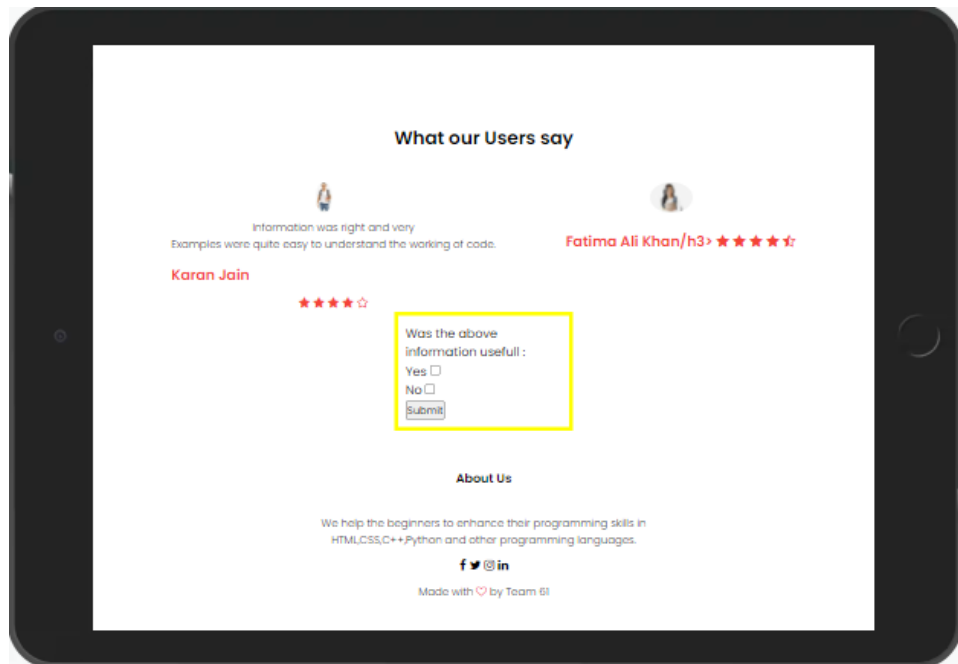 What our Users say
Information was right and very
Examples were quite easy to understand the working of code.
Karan Jain
Fatima Ali Khan/h3>
Was the above
information usefull :
Yes
No
Submit
About Us
We help the beginners to enhance their programming skills in
HTML,CSS,C++,Python and other programming languages.
Made with by Team 61